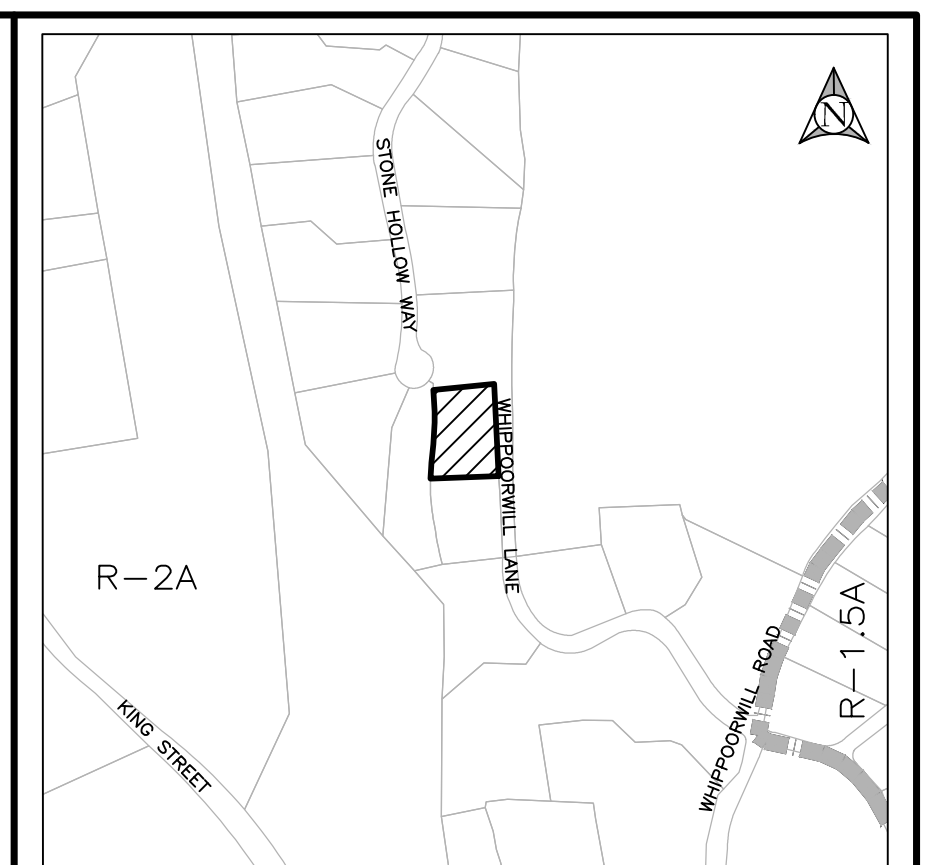 N
STONE HOLLOW WAY
WHIPPOORWILL LANE
R-2A
R-1.5A
WHIPPOORWILL ROAD
KING STREET